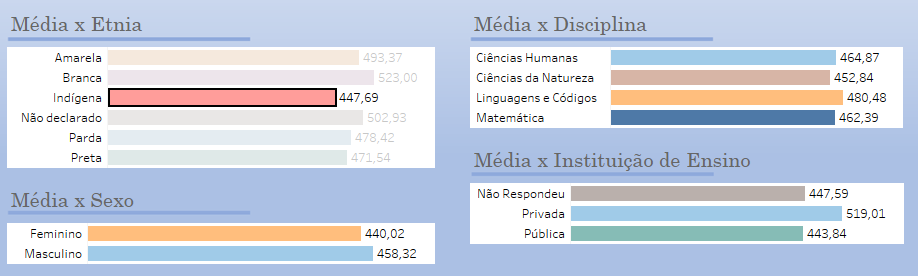 Média x Etnia
Amarela 493,37
Branca 523,00
Indígena 447,69
Não declarado 502,93
Parda 478,42
Preta 471,54
Média x Sexo
Feminino 440,02
Masculino 458,32
Média x Disciplina
Ciências Humanas 464,87
Ciências da Natureza 452,84
Linguagens e Códigos 480,48
Matemática 462,39
Média x Instituição de Ensino
Não Respondeu 447,59
Privada 519,01
Pública 443,84